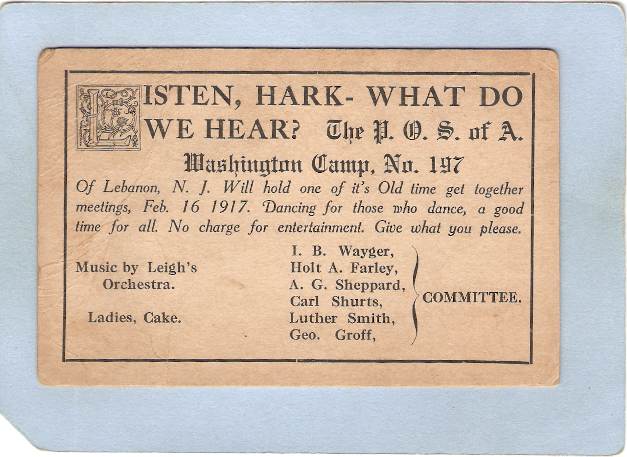 LISTEN, HARK- WHAT DO
WE HEAR? The P. O. S. of A.
Washington Camp, No. 197
Of Lebanon, N. J. Will hold one of it's Old time get together
meetings, Feb. 16 1917. Dancing for those who dance, a good
time for all. No charge for entertainment. Give what you please.
Music by Leigh's
Orchestra.
Ladies, Cake.
I. B. Wayger,
Holt A. Farley,
A. G. Sheppard,
Carl Shurts,
Luther Smith,
Geo. Groff,
COMMITTEE.